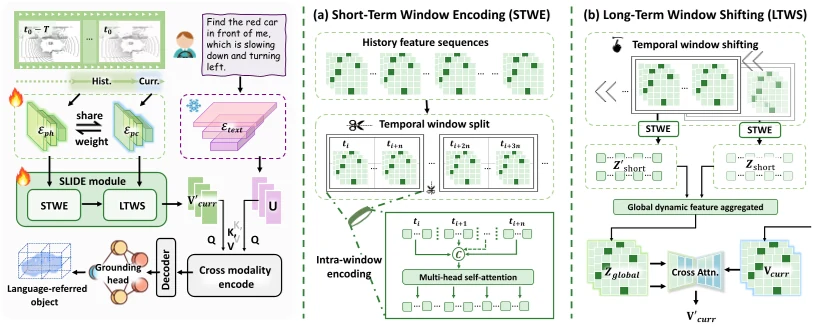 t₀ − T
...
t₀
Find the red car
in front of me,
which is slowing
down and turning
left.
Hist.
Curr.
ℰph
share
weight
ℰpc
ℰtext
SLIDE module
STWE
LTWS
V'curr
U
Q
K,
V
K,
V
Q
Cross modality
encode
Decoder
Grounding
head
Language-referred
object
(a) Short-Term Window Encoding (STWE)
History feature sequences
... ... ...
Temporal window split
tᵢ
tᵢ₊ₙ
tᵢ₊₂ₙ
tᵢ₊₃ₙ
... ... ...
Intra-window
encoding
tᵢ
tᵢ₊₁
...
tᵢ₊ₙ
C
Multi-head self-attention
(b) Long-Term Window Shifting (LTWS)
Temporal window shifting
... ...
STWE
STWE
Z'short
Zshort
Global dynamic feature aggregated
Zglobal
Cross Attn.
Vcurr
V'curr